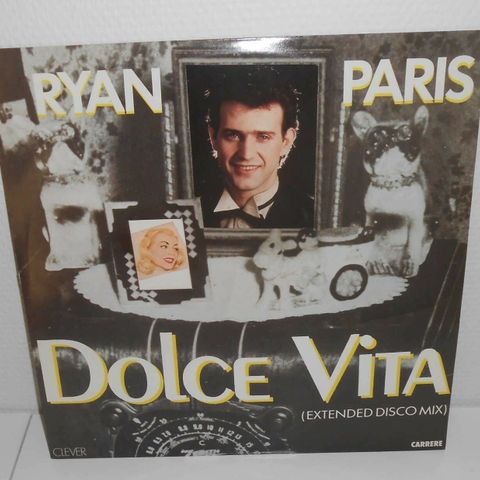 RYAN PARIS
DOLCE VITA
(EXTENDED DISCO MIX)
CLEVER CARRERE